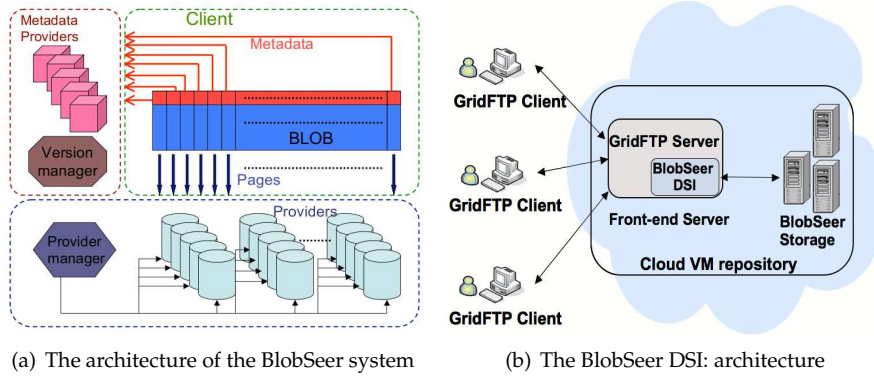 Metadata
Providers
Client
Metadata
BLOB
Version
manager
Pages
Providers
Provider
manager
(a) The architecture of the BlobSeer system
GridFTP Client
GridFTP Server
BlobSeer
DSI
GridFTP Client
Front-end Server
BlobSeer
Storage
Cloud VM repository
GridFTP Client
(b) The BlobSeer DSI: architecture